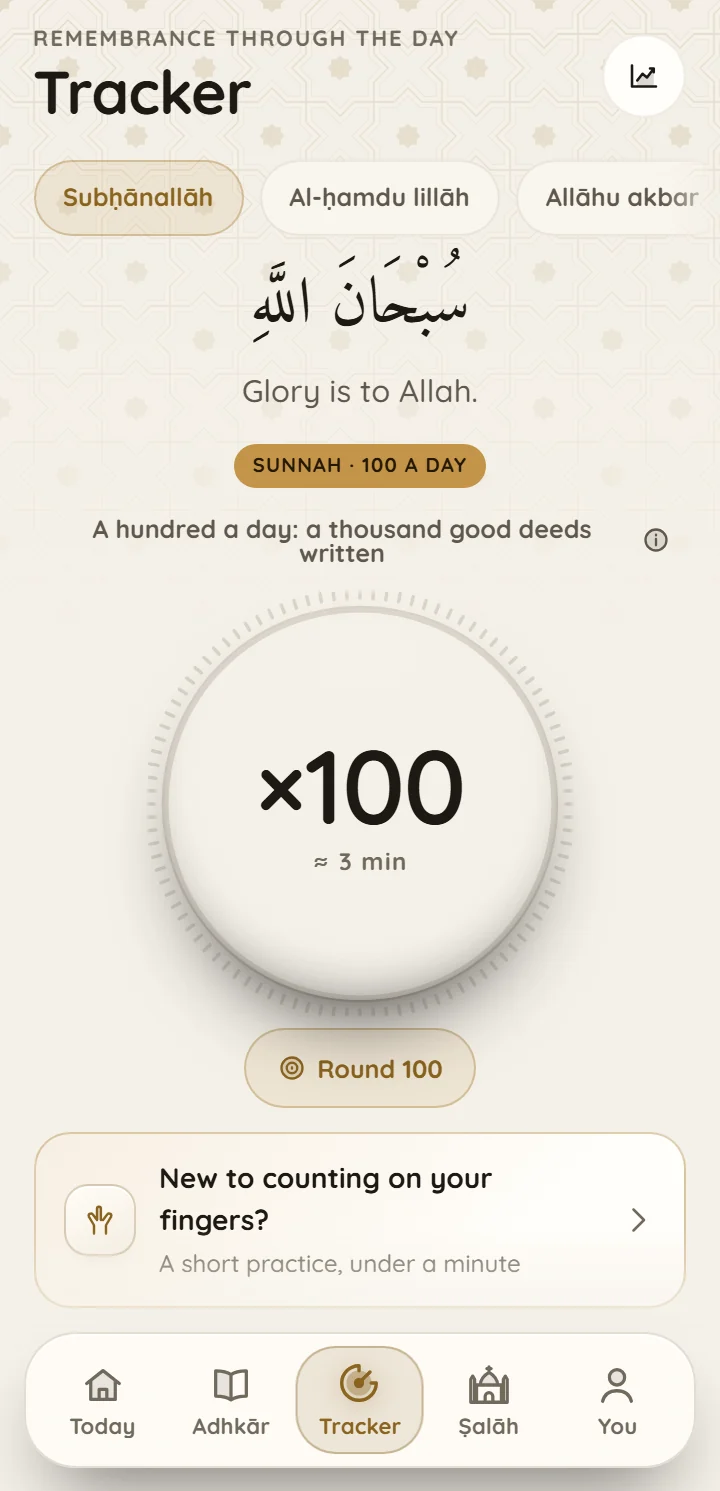 REMEMBRANCE THROUGH THE DAY
Tracker
Subḥānallāh
Al-ḥamdu lillāh
Allāhu akbar
سُبْحَانَ اللَّهِ
Glory is to Allah.
SUNNAH · 100 A DAY
A hundred a day: a thousand good deeds
written
×100
≈ 3 min
Round 100
New to counting on your
fingers?
A short practice, under a minute
Today
Adhkār
Tracker
Ṣalāh
You